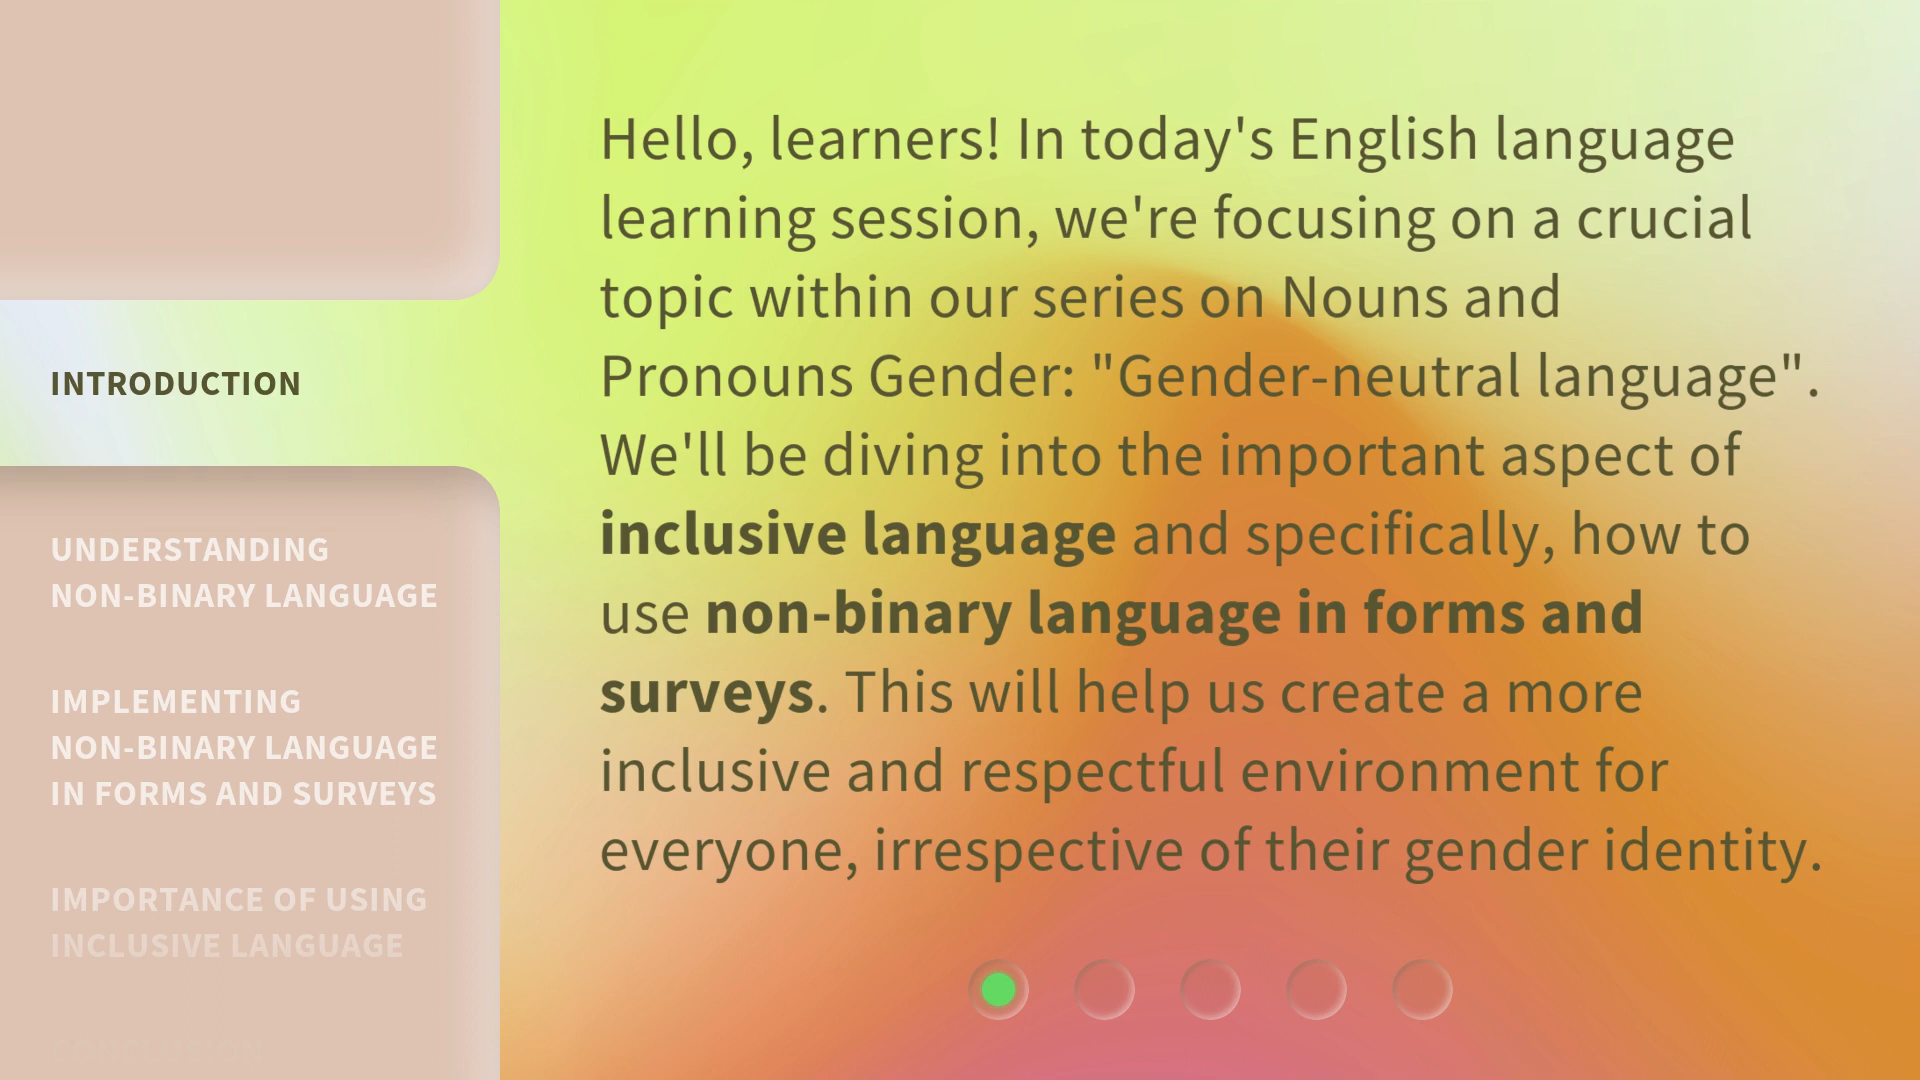 INTRODUCTION
UNDERSTANDING
NON-BINARY LANGUAGE
IMPLEMENTING
NON-BINARY LANGUAGE
IN FORMS AND SURVEYS
IMPORTANCE OF USING
INCLUSIVE LANGUAGE
CONCLUSION
Hello, learners! In today's English language
learning session, we're focusing on a crucial
topic within our series on Nouns and
Pronouns Gender: "Gender-neutral language".
We'll be diving into the important aspect of
inclusive language and specifically, how to
use non-binary language in forms and
surveys. This will help us create a more
inclusive and respectful environment for
everyone, irrespective of their gender identity.